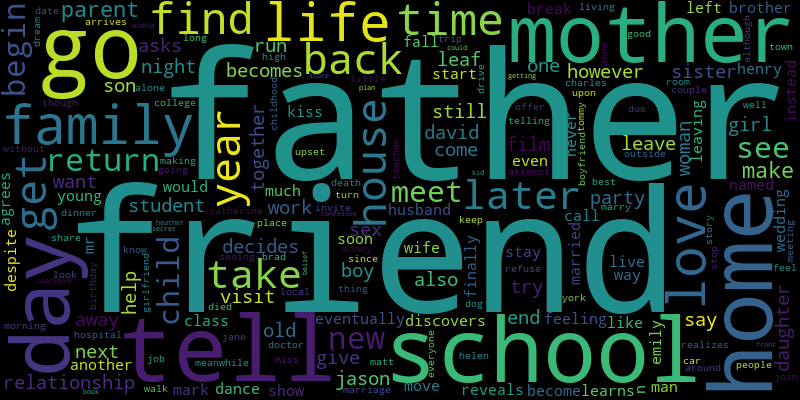 father
friend
mother
school
home
go
tell
day
life
family
love
get
time
find
back
take
house
year
return
new
later
meet
child
begin
parent
see
make
night
asks
becomes
run
son
alone
long
high
fall
leaf
start
one
however
sister
henry
brother
left
break
living
date
arrives
dream
unable
kiss
still
david
come
film
even
never
girl
woman
leave
leaving
instead
although
town
room
drive
could
trip
store
plan
getting
little
charles
couple
upon
offer
telling
due
well
boyfriend
tommy
outside
attempt
best
marry
named
party
call
wedding
daughter
meeting
story
stop
feel
husband
work
together
childhood
upset
teacher
kid
death
turn
much
would
young
want
student
without
though
college
making
going
agrees
despite
mr
share
dinner
know
heather
secret
catherine
place
invite
confesses
decides
sex
soon
since
boy
wife
also
keep
finally
stay
refuse
try
married
live
way
york
dog
thing
money
belief
brad
seeing
local
visit
help
girlfriend
birthday
look
apartment
morning
away
hospital
next
another
relationship
job
walk
book
meanwhile
mark
class
died
old
doctor
jane
dance
show
miss
give
marriage
eventually
feeling
matt
jason
move
discovers
everyone
helen
reveals
end
like
become
learns
n
man
emily
say
realizes
car
around
people
front
join